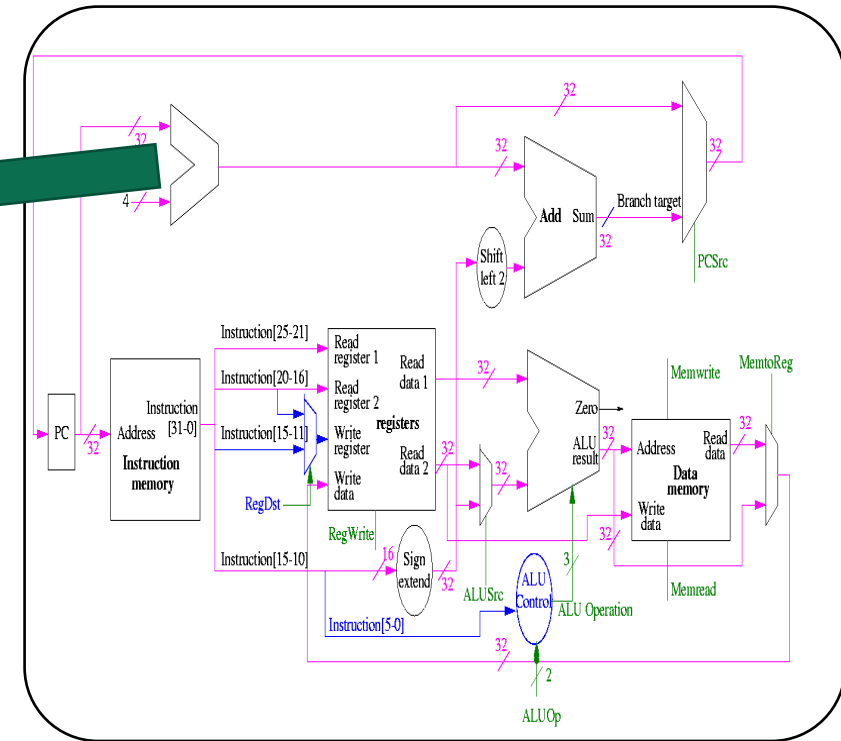 32
32
32
32
4
32
Branch target
Add
Sum
32
Shift
left 2
PCSrc
Instruction[25-21]
Read
register 1
Read
data 1
32
Memwrite
MemtoReg
Instruction[20-16]
Read
register 2
Zero
PC
32
Address
Instruction
[31-0]
Instruction
memory
Instruction[15-11]
Write
register
registers
Read
data 2
32
32
ALU
result
32
Address
Read
data
32
Data
memory
Write
data
RegDst
Write
data
RegWrite
32
Instruction[15-10]
16
Sign
extend
32
ALUSrc
ALU
Control
3
ALU Operation
Memread
Instruction[5-0]
32
2
ALUOp